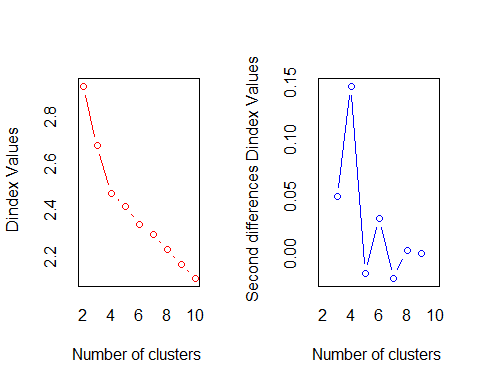 Dindex Values
2.8
2.6
2.4
2.2
2 4 6 8 10
Number of clusters
Second differences Dindex Values
0.15
0.10
0.05
0.00
2 4 6 8 10
Number of clusters